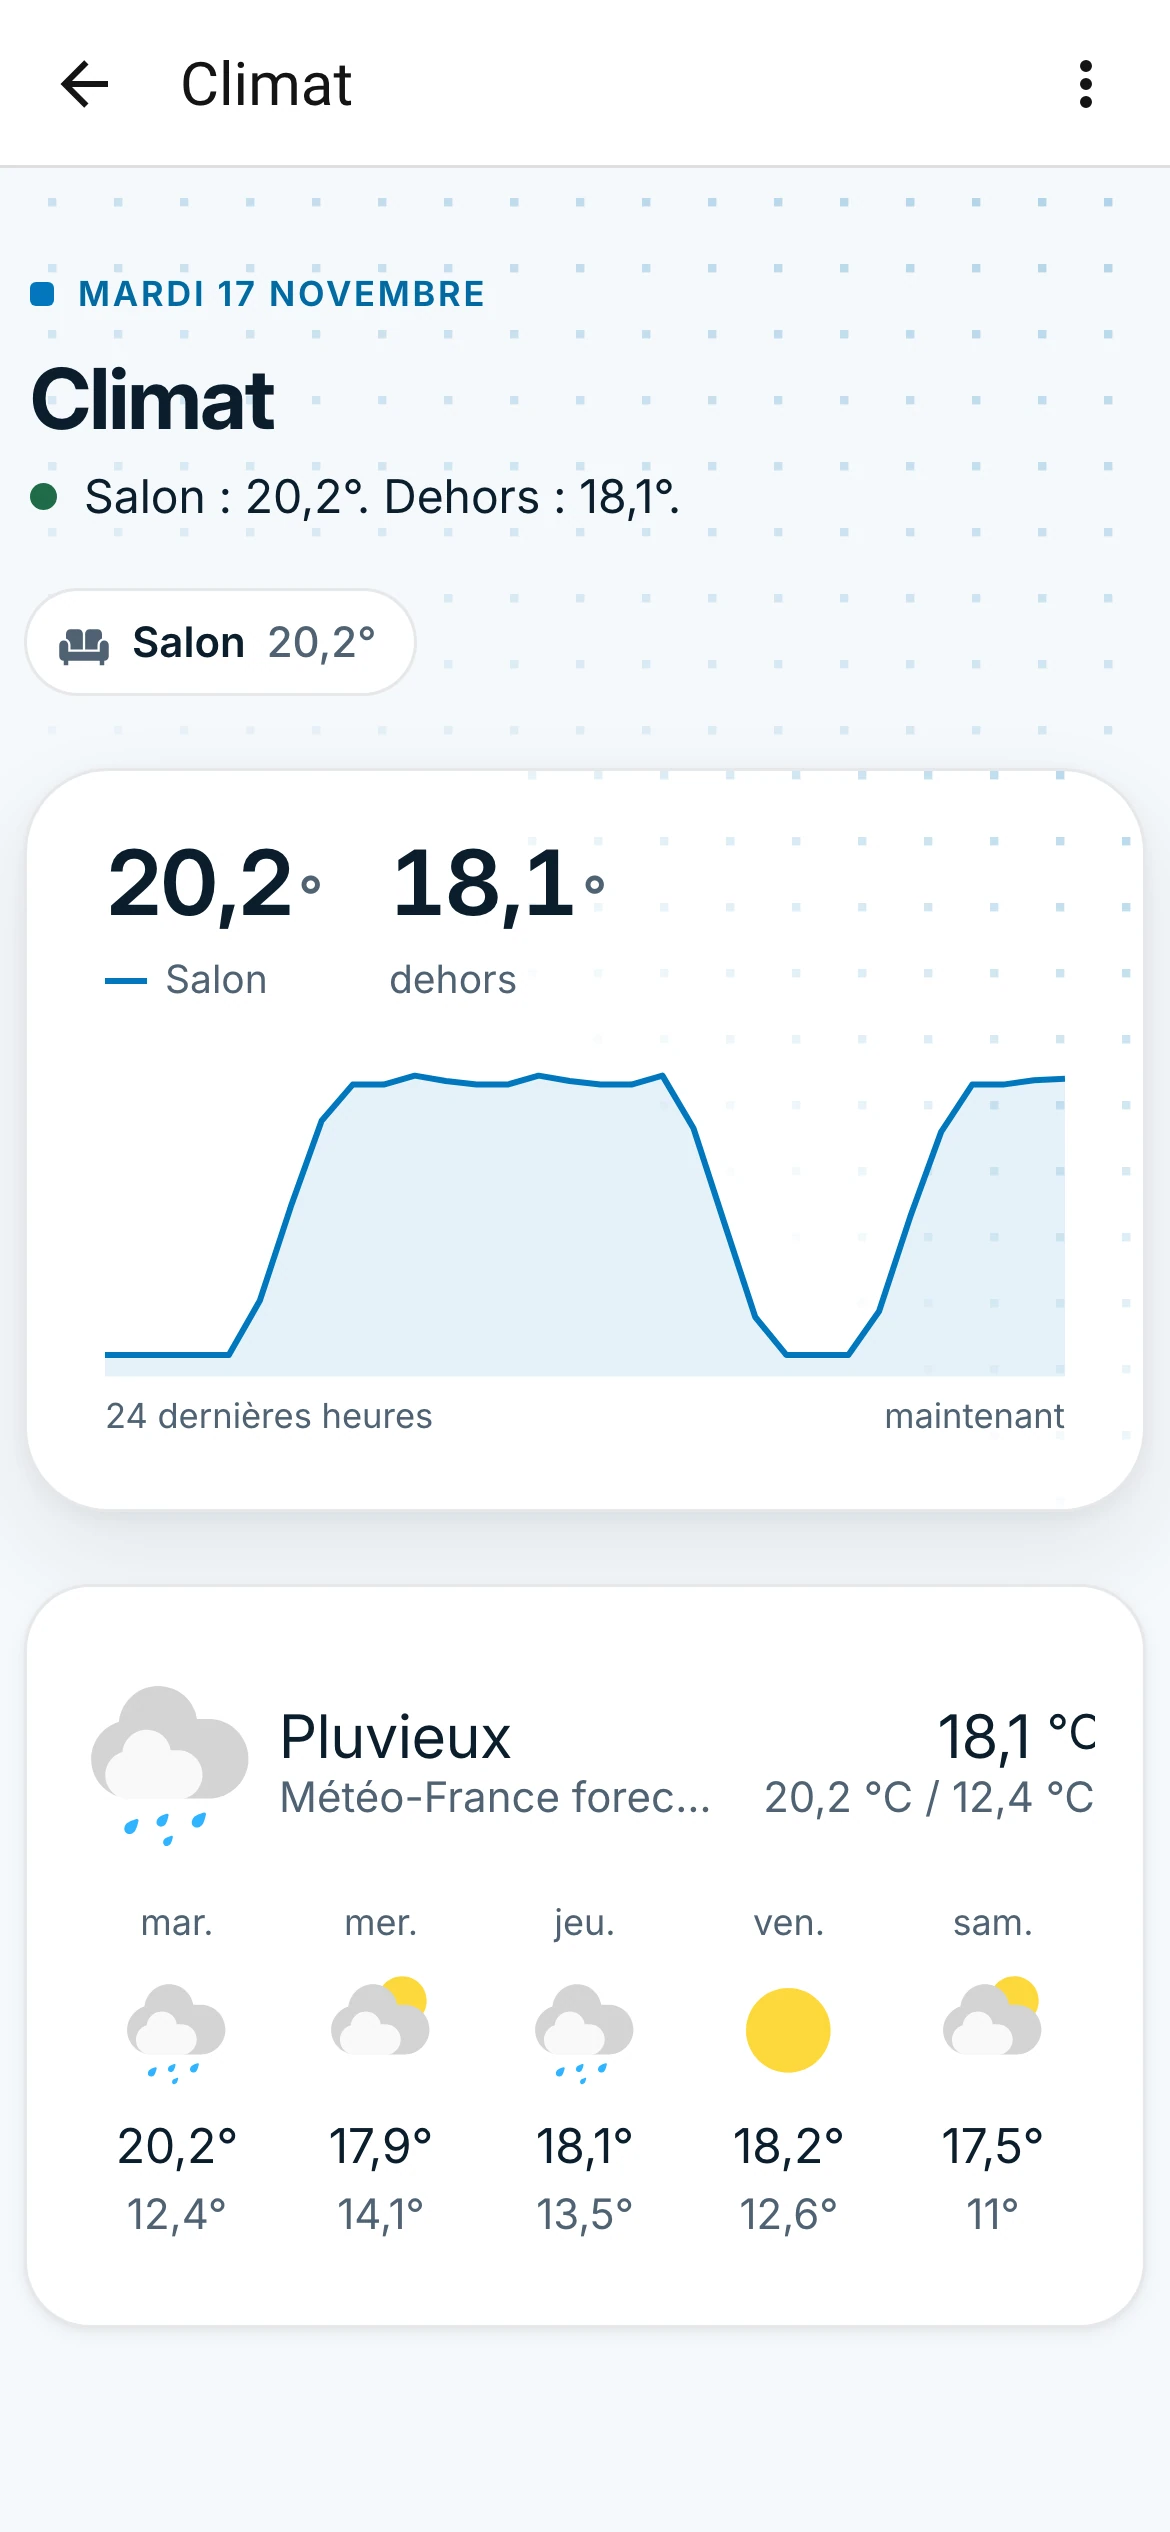 Climat
MARDI 17 NOVEMBRE
Climat
Salon : 20,2°. Dehors : 18,1°.
Salon 20,2°
20,2° 18,1°
Salon dehors
24 dernières heures maintenant
Pluvieux 18,1 °C
Météo-France forec... 20,2 °C / 12,4 °C
mar. mer. jeu. ven. sam.
20,2° 17,9° 18,1° 18,2° 17,5°
12,4° 14,1° 13,5° 12,6° 11°